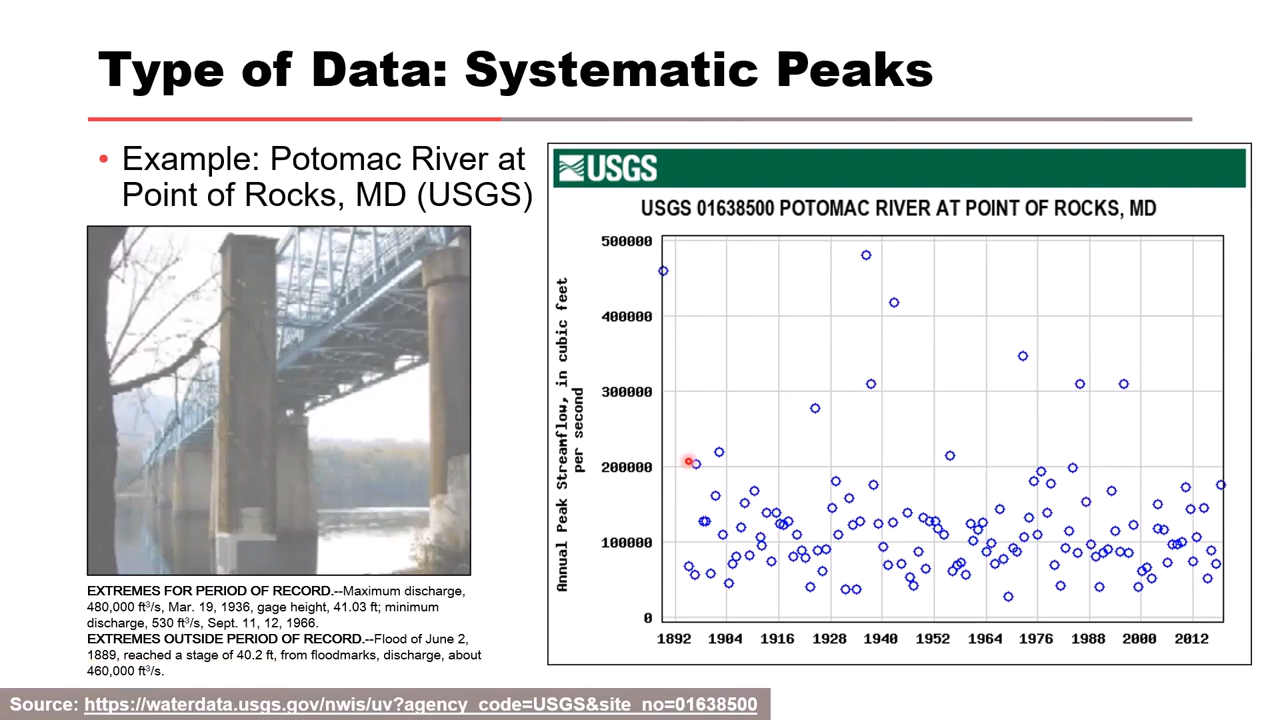 Type of Data: Systematic Peaks
• Example: Potomac River at
Point of Rocks, MD (USGS)
EXTREMES FOR PERIOD OF RECORD.--Maximum discharge,
480,000 ft³/s, Mar. 19, 1936, gage height, 41.03 ft; minimum
discharge, 530 ft³/s, Sept. 11, 12, 1966.
EXTREMES OUTSIDE PERIOD OF RECORD.--Flood of June 2,
1889, reached a stage of 40.2 ft, from floodmarks, discharge, about
460,000 ft³/s.
USGS
USGS 01638500 POTOMAC RIVER AT POINT OF ROCKS, MD
Annual Peak Streamflow, in cubic feet
per second
500000
400000
300000
200000
100000
0
1892 1904 1916 1928 1940 1952 1964 1976 1988 2000 2012
Source: https://waterdata.usgs.gov/nwis/uv?agency_code=USGS&site_no=01638500